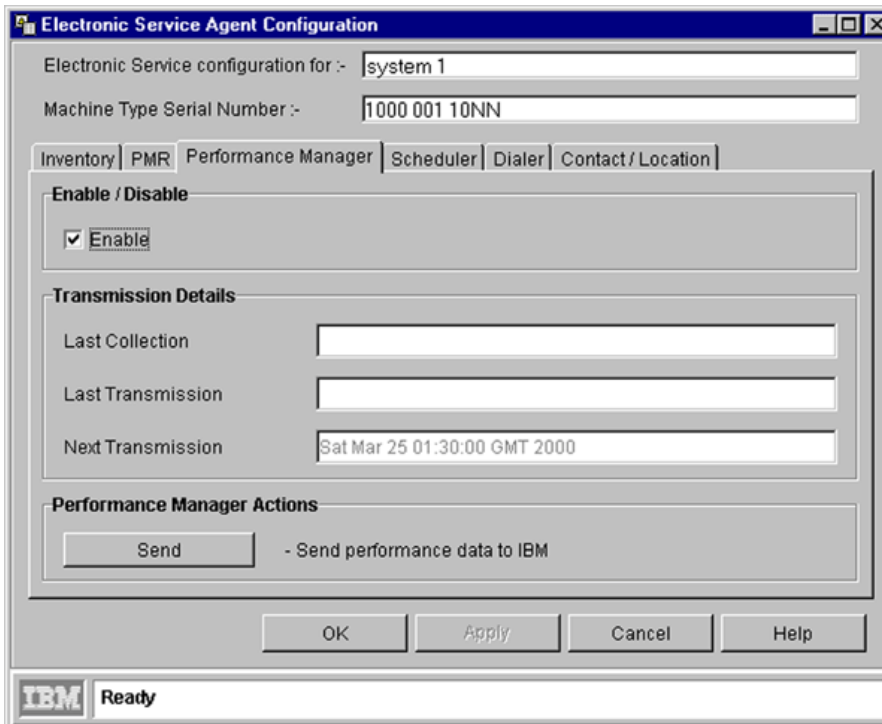 Electronic Service Agent Configuration
Electronic Service configuration for :- system 1
Machine Type Serial Number :- 1000 001 10NN
Inventory PMR Performance Manager Scheduler Dialer Contact / Location
Enable / Disable
Enable
Transmission Details
Last Collection
Last Transmission
Next Transmission Sat Mar 25 01:30:00 GMT 2000
Performance Manager Actions
Send - Send performance data to IBM
OK Apply Cancel Help
IBM Ready